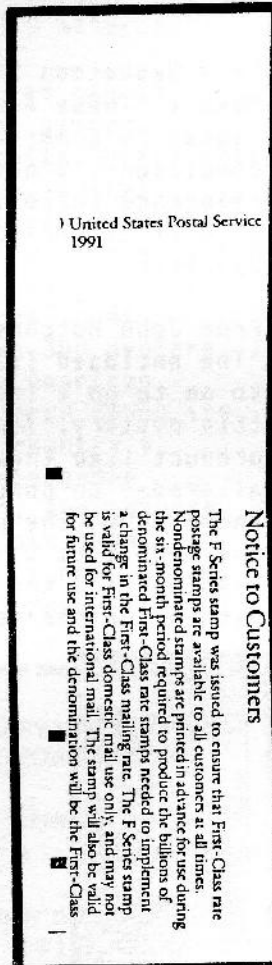 United States Postal Service
1991
Notice to Customers
The F Series stamp was issued to ensure that First-Class rate
postage stamps are available to all customers at all times.
Nondenominated stamps are printed in advance for use during
the six-month period required to produce the billions of
denominated First-Class rate stamps needed to implement
a change in the First-Class mailing rate. The F Series stamp
is valid for First-Class domestic mail use only, and may not
be used for international mail. The stamp will also be valid
for future use and the denomination will be the First-Class